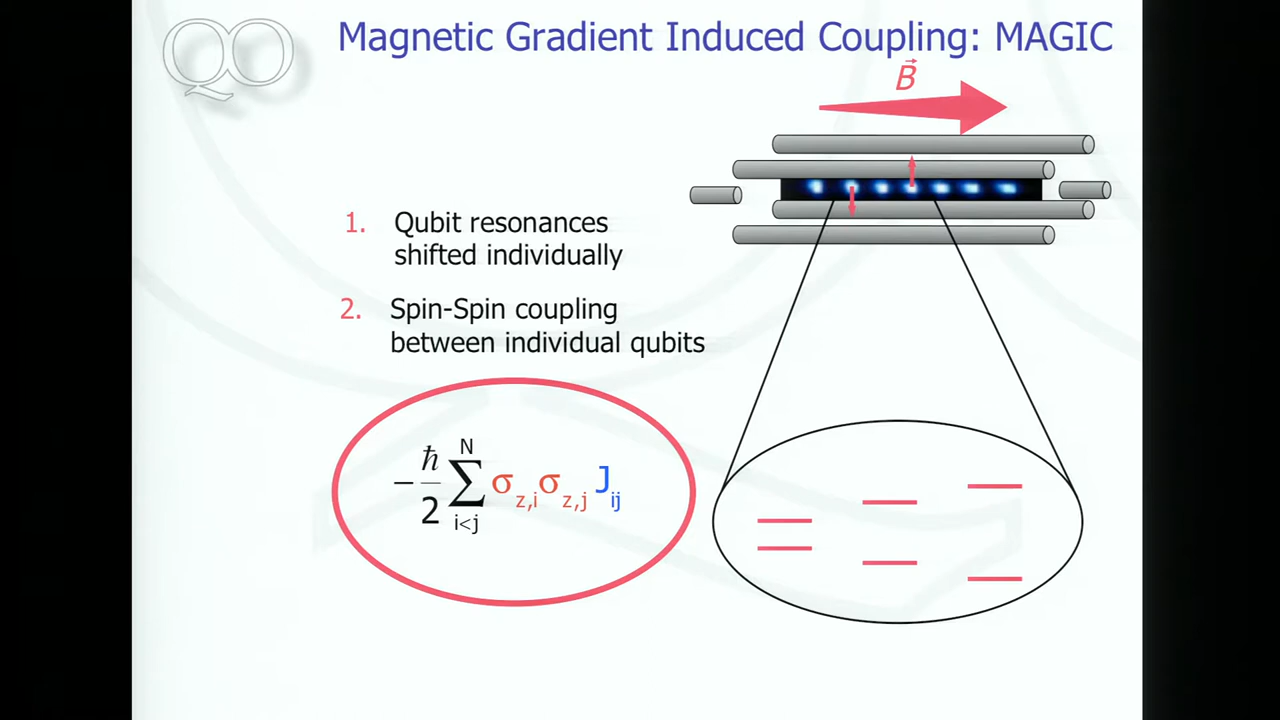 QO
Magnetic Gradient Induced Coupling: MAGIC
B⃗
1. Qubit resonances
shifted individually
2. Spin-Spin coupling
between individual qubits
N
− ħ/2 ∑ σz,i σz,j Jij
i<j